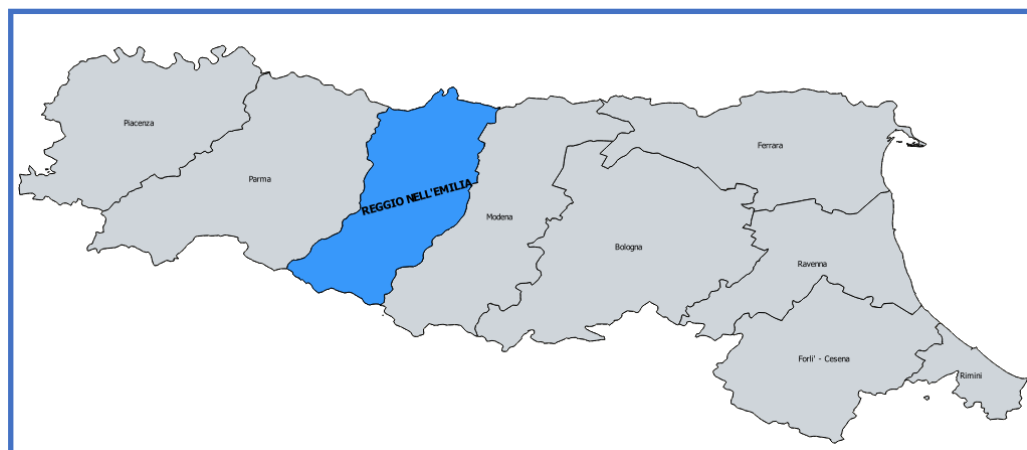 Piacenza
Parma
REGGIO NELL'EMILIA
Modena
Bologna
Ferrara
Ravenna
Forli' - Cesena
Rimini